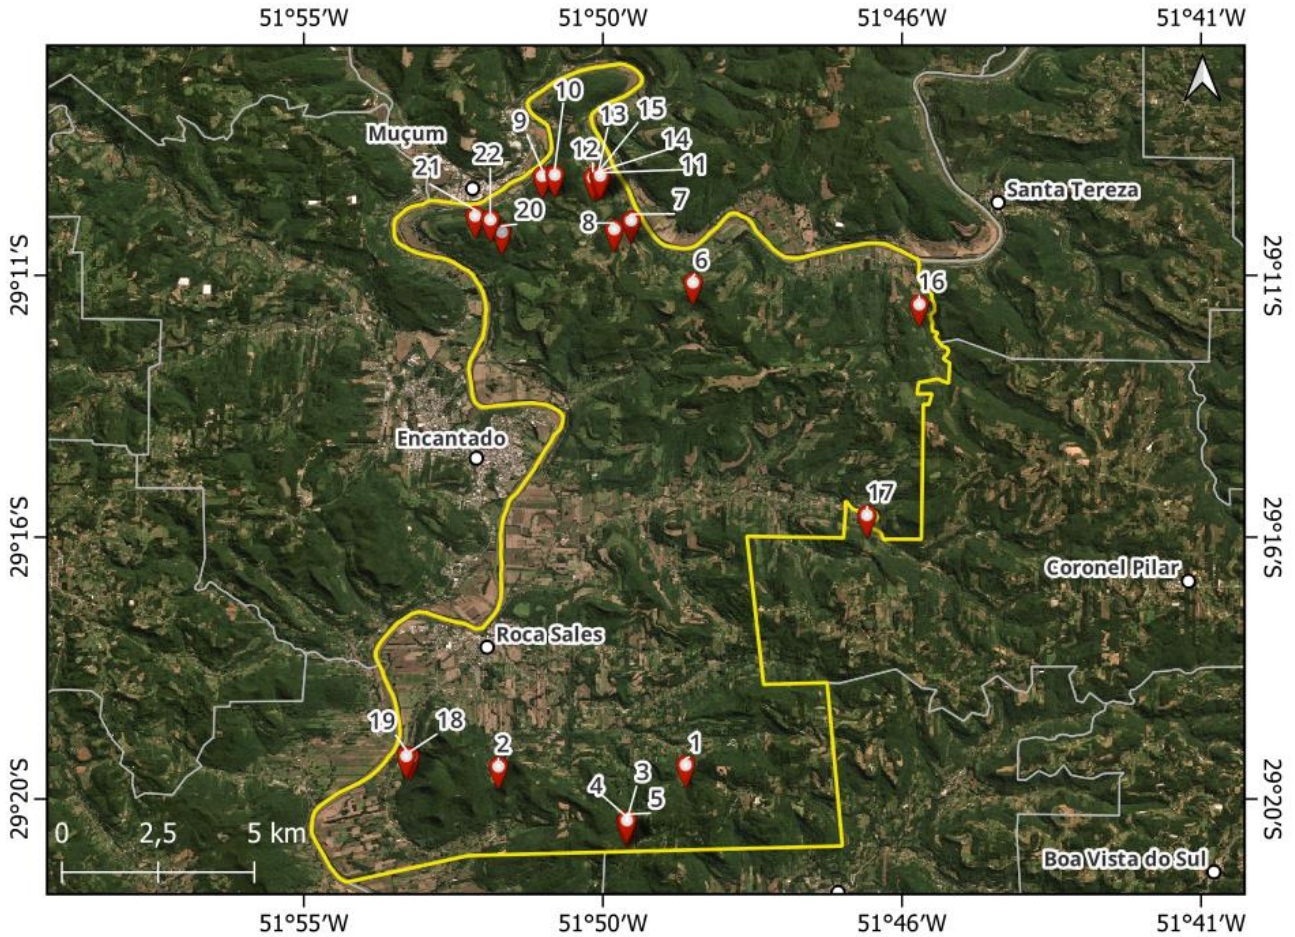 51°55'W 51°50'W 51°46'W 51°41'W
10
13 15
9
Muçum
14
12
22
11
21
Santa Tereza
7
20
8
29°11'S
6
29°11'S
16
Encantado
17
29°16'S
29°16'S
Coronel Pilar
Roca Sales
19 18
2
1
3
4
5
29°20'S
29°20'S
0 2,5 5 km
Boa Vista do Sul
51°55'W 51°50'W 51°46'W 51°41'W